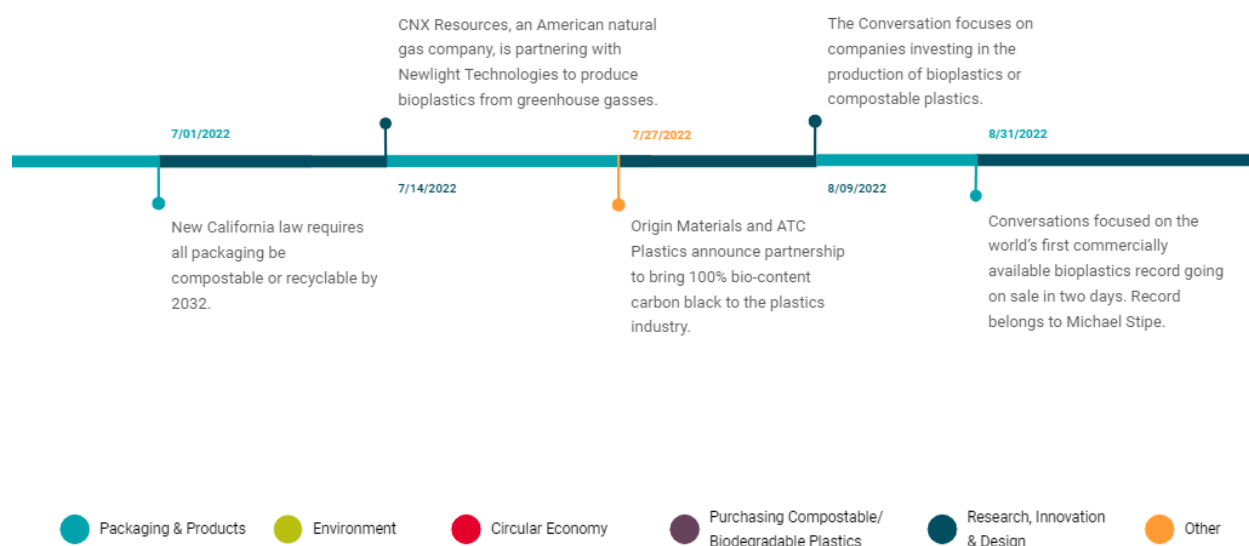 CNX Resources, an American natural
gas company, is partnering with
Newlight Technologies to produce
bioplastics from greenhouse gasses.
The Conversation focuses on
companies investing in the
production of bioplastics or
compostable plastics.
7/01/2022
7/27/2022
8/31/2022
7/14/2022
8/09/2022
New California law requires
all packaging be
compostable or recyclable by
2032.
Origin Materials and ATC
Plastics announce partnership
to bring 100% bio-content
carbon black to the plastics
industry.
Conversations focused on the
world's first commercially
available bioplastics record going
on sale in two days. Record
belongs to Michael Stipe.
Packaging & Products
Environment
Circular Economy
Purchasing Compostable/
Biodegradable Plastics
Research, Innovation
& Design
Other